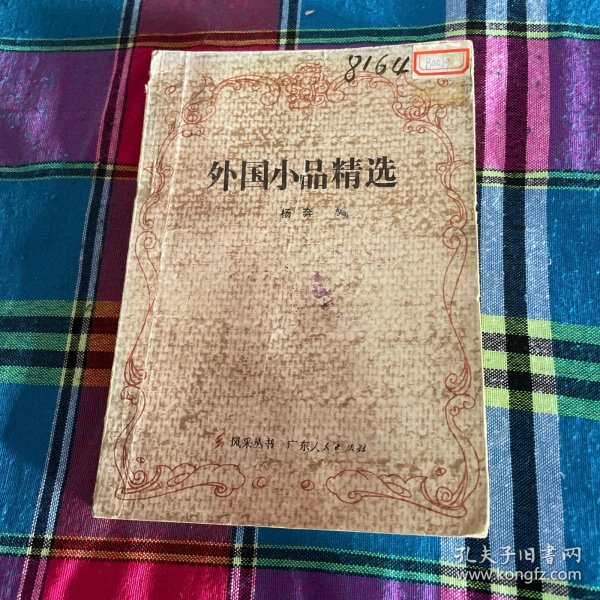 8164
外国小品精选
杨奔 编
风采丛书 广东人民出版社
孔夫子旧书网
www.kongfz.com